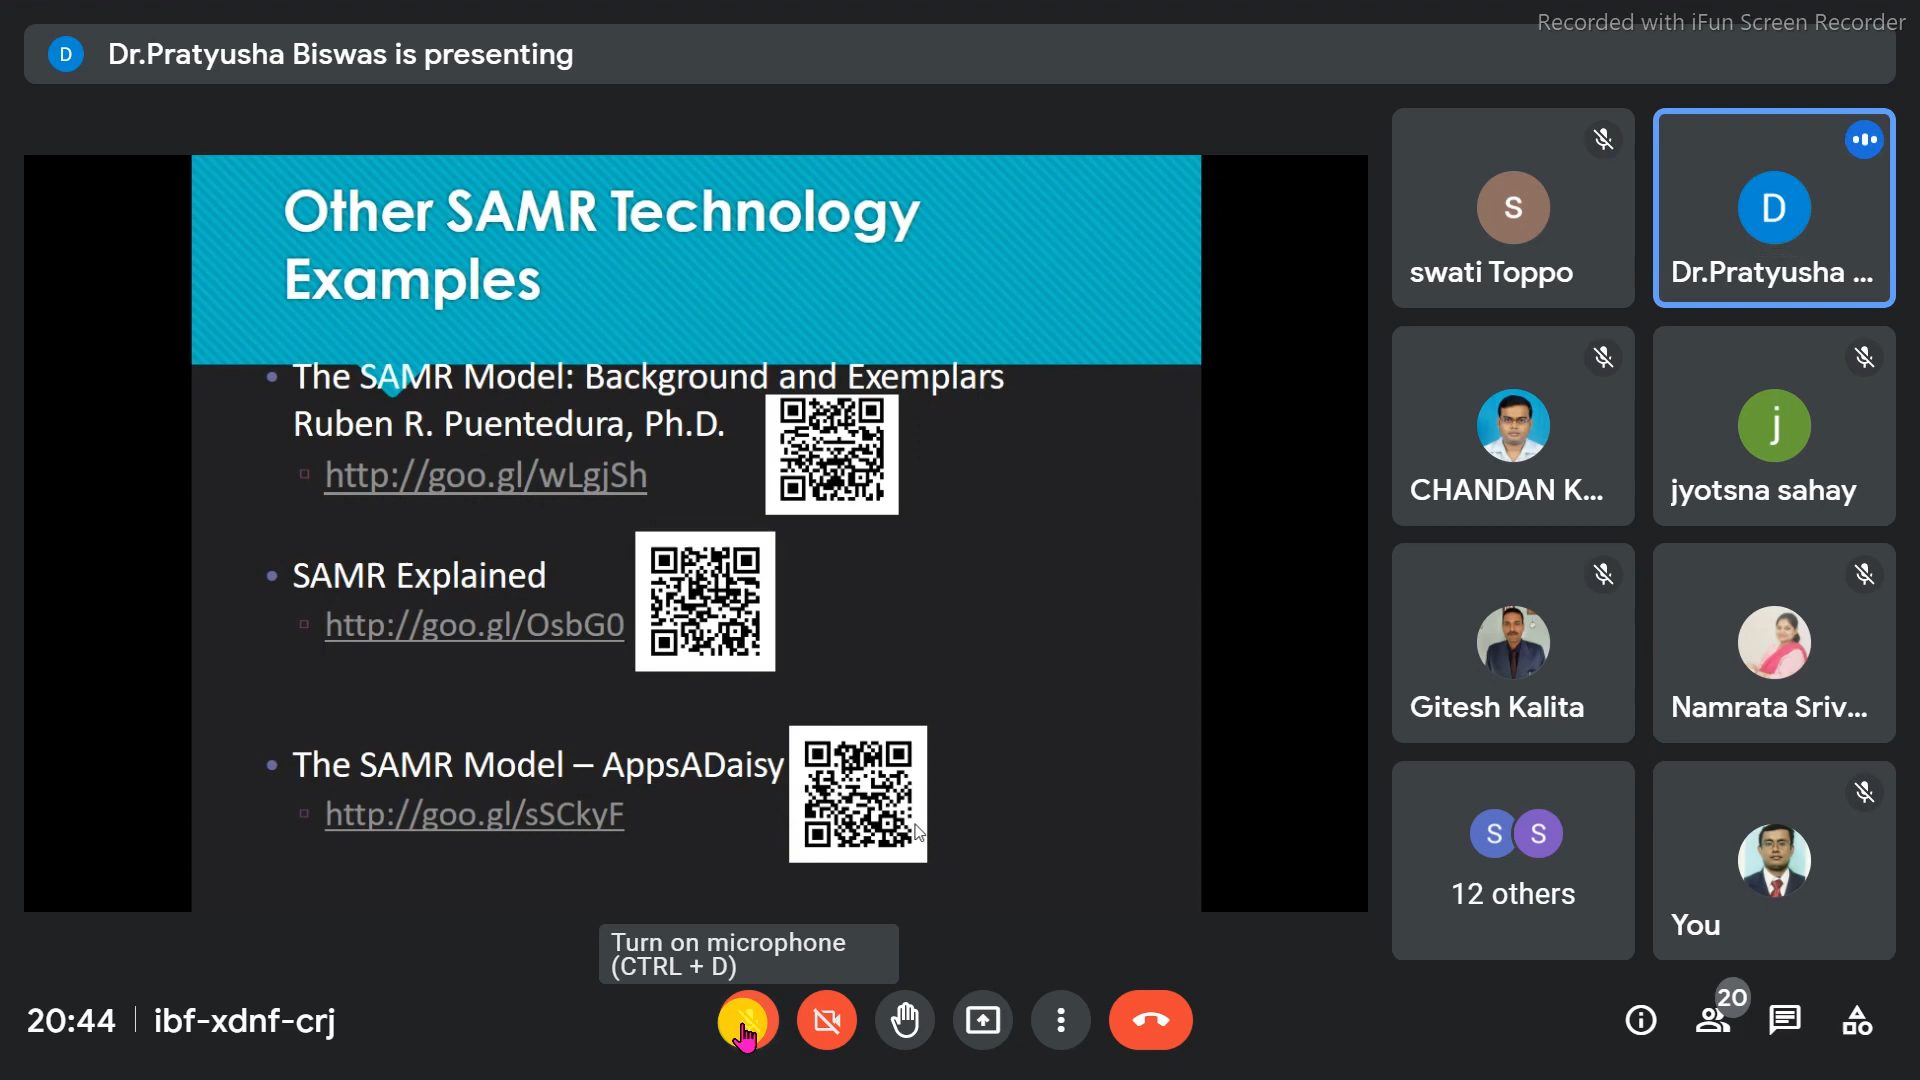 Recorded with iFun Screen Recorder
D
Dr.Pratyusha Biswas is presenting
Other SAMR Technology
Examples
• The SAMR Model: Background and Exemplars
Ruben R. Puentedura, Ph.D.
http://goo.gl/wLgjSh
• SAMR Explained
http://goo.gl/OsbG0
• The SAMR Model – AppsADaisy
http://goo.gl/sSCkyF
s
swati Toppo
D
Dr.Pratyusha ...
CHANDAN K...
j
jyotsna sahay
Gitesh Kalita
Namrata Sriv...
S S
12 others
You
Turn on microphone
(CTRL + D)
20:44 | ibf-xdnf-crj
20